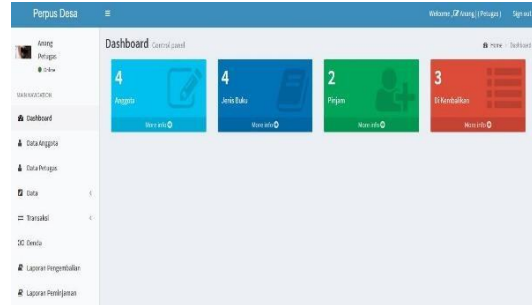 Perpus Desa
Welcome , Anang ( Petugas ) Sign out
Anang
Petugas
Online
MAIN NAVIGATION
Dashboard
Data Anggota
Data Petugas
Data
Transaksi
Denda
Laporan Pengembalian
Laporan Peminjaman
Dashboard Control panel
Home > Dashboard
4
Anggota
More info
4
Jenis Buku
More info
2
Pinjam
More info
3
Di Kembalikan
More info